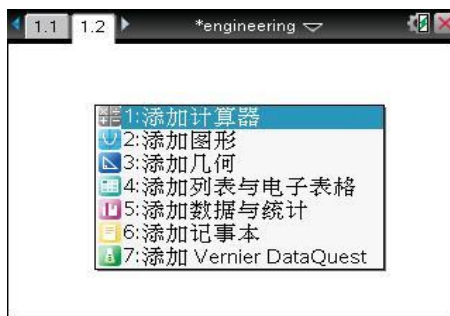 1.1 1.2 *engineering
1:添加计算器
2:添加图形
3:添加几何
4:添加列表与电子表格
5:添加数据与统计
6:添加记事本
7:添加 Vernier DataQuest